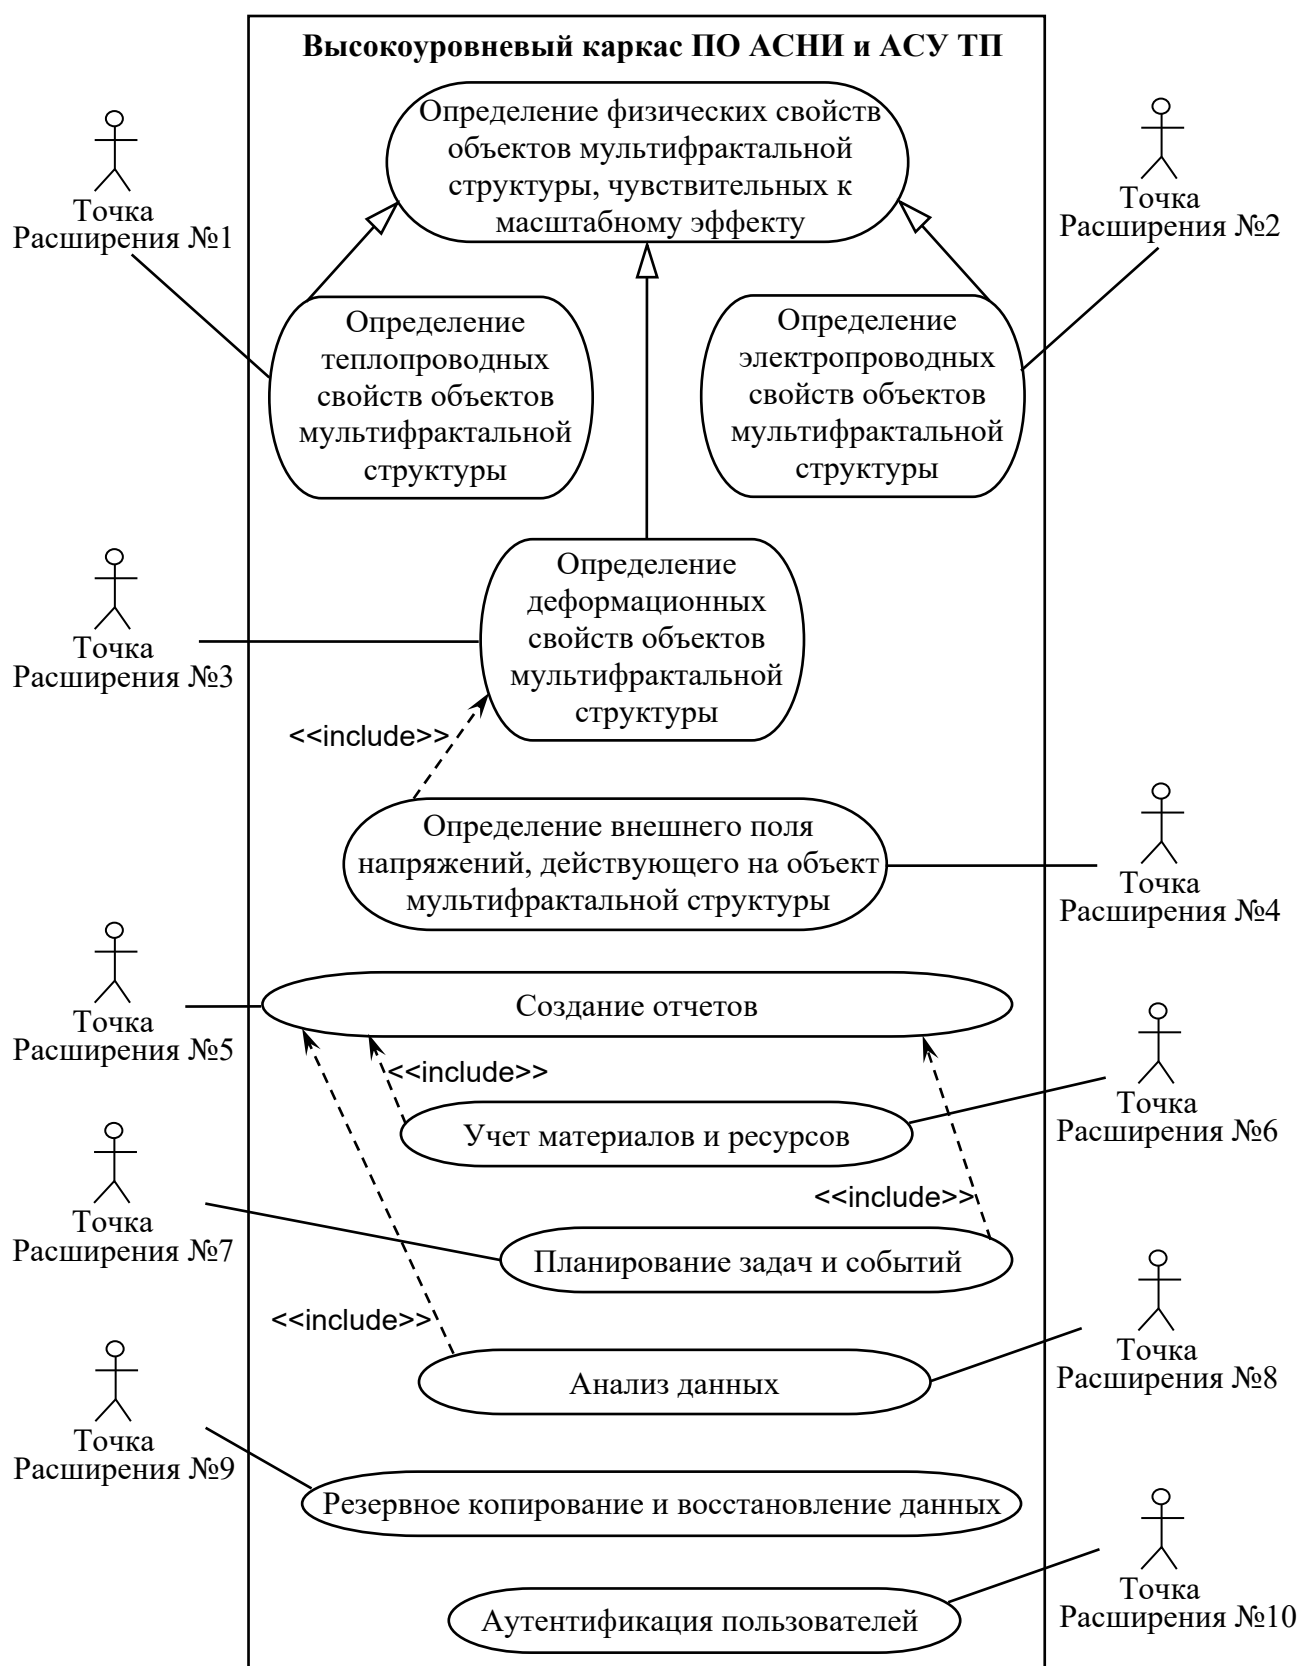 Высокоуровневый каркас ПО АСНИ и АСУ ТП
Определение физических свойств
объектов мультифрактальной
структуры, чувствительных к
масштабному эффекту
Точка
Расширения №1
Точка
Расширения №2
Определение
теплопроводных
свойств объектов
мультифрактальной
структуры
Определение
электропроводных
свойств объектов
мультифрактальной
структуры
Определение
деформационных
свойств объектов
мультифрактальной
структуры
Точка
Расширения №3
<<include>>
Определение внешнего поля
напряжений, действующего на объект
мультифрактальной структуры
Точка
Расширения №4
Создание отчетов
Точка
Расширения №5
<<include>>
Учет материалов и ресурсов
Точка
Расширения №6
<<include>>
Точка
Расширения №7
Планирование задач и событий
<<include>>
Анализ данных
Точка
Расширения №8
Точка
Расширения №9
Резервное копирование и восстановление данных
Аутентификация пользователей
Точка
Расширения №10